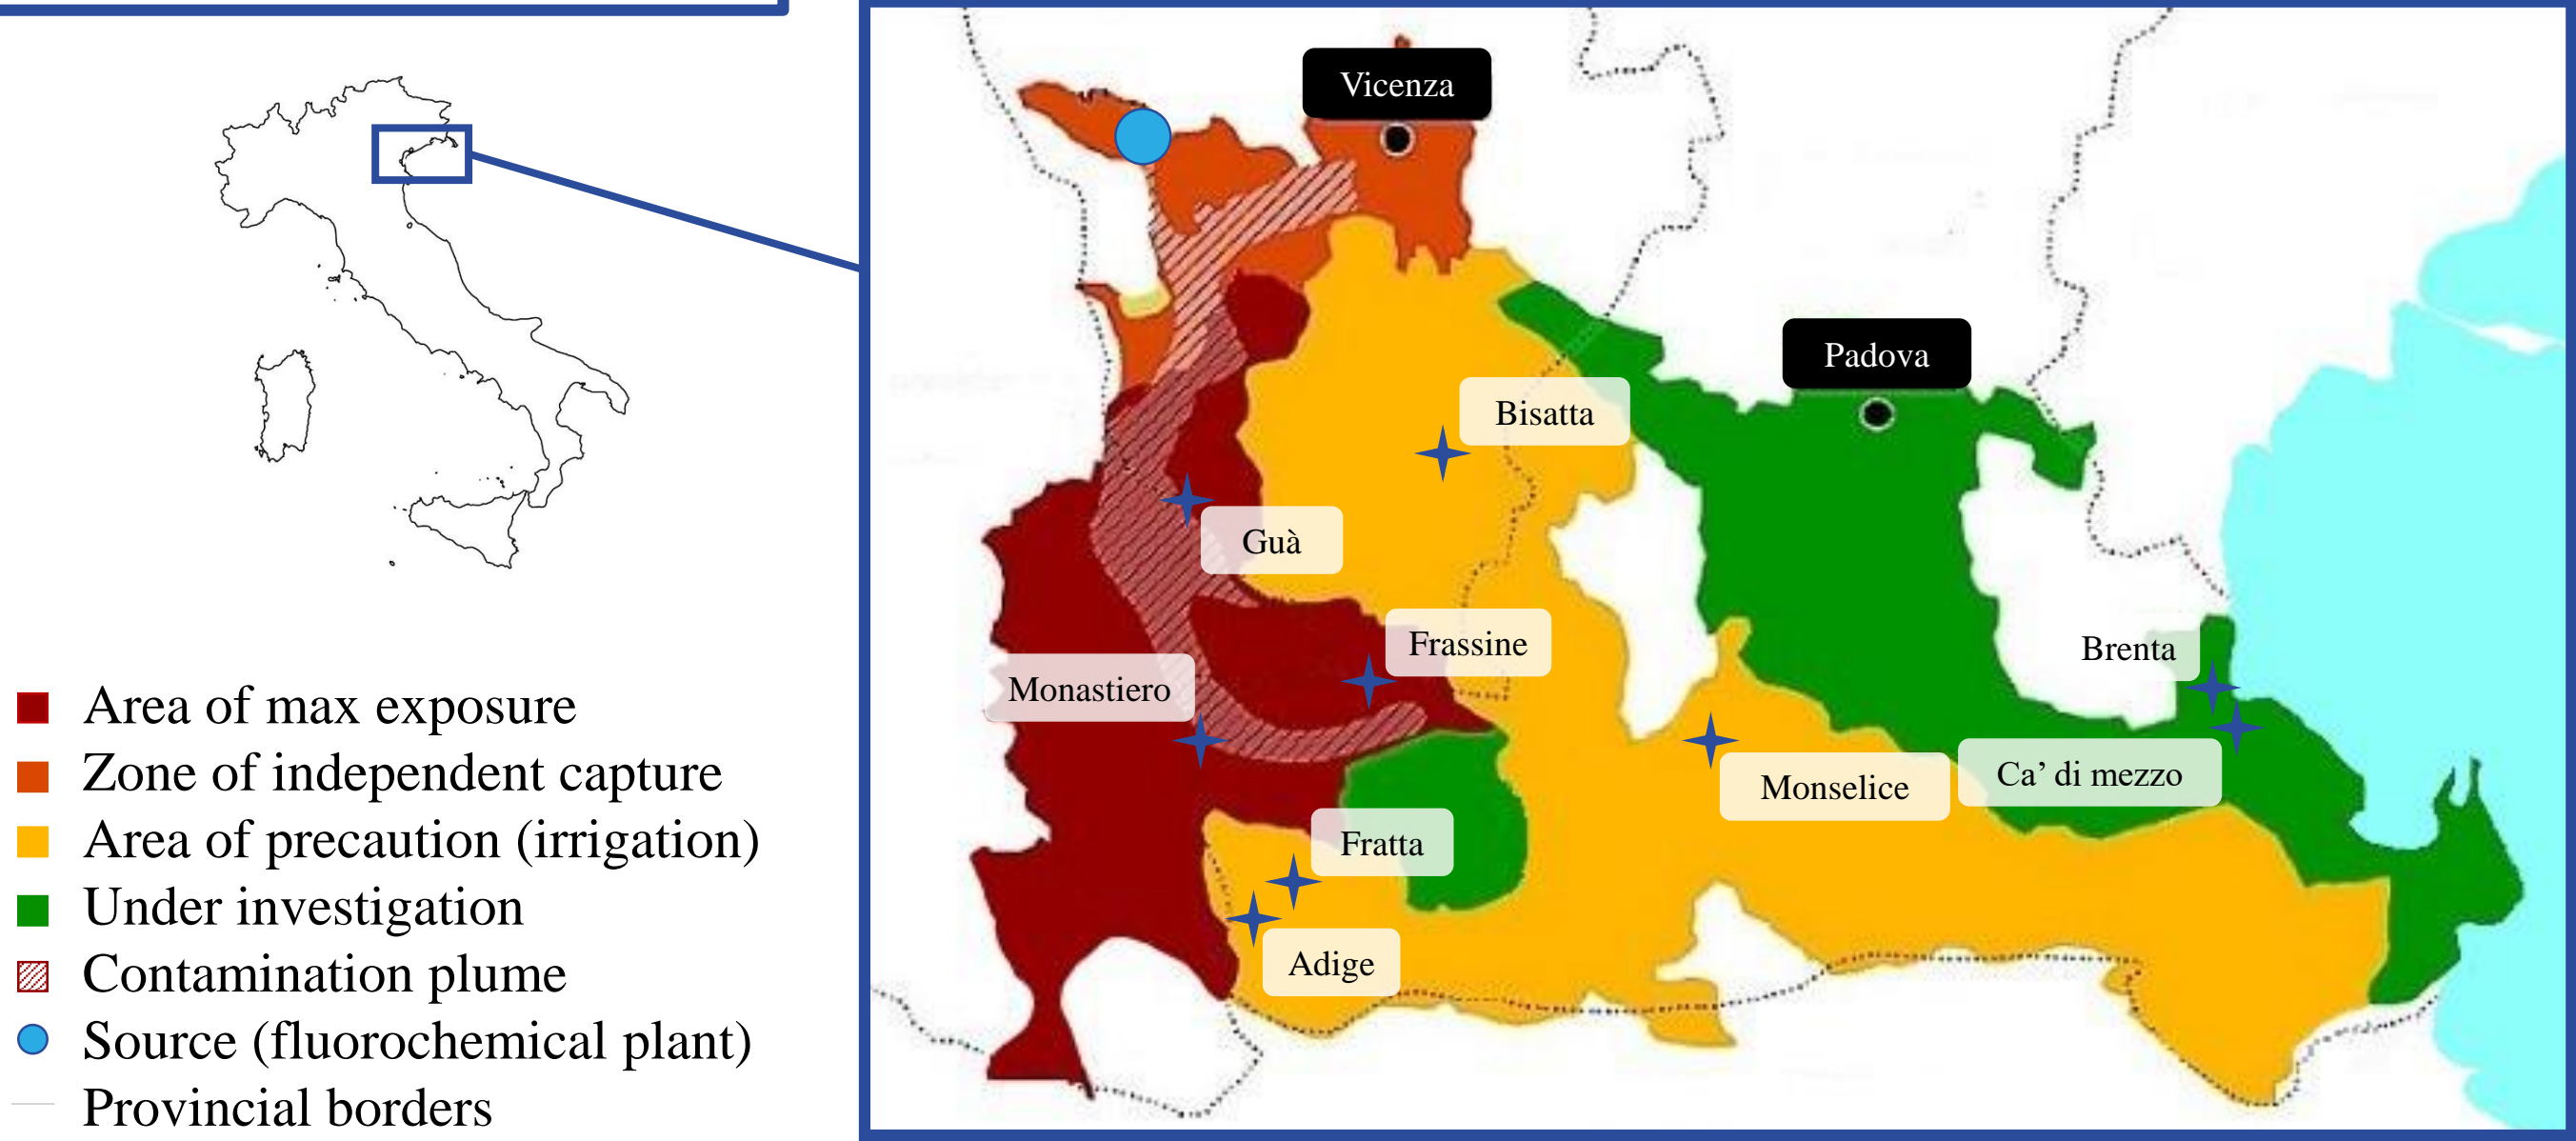 Vicenza
Padova
Bisatta
Guà
Frassine
Brenta
Monastiero
Monselice
Ca’ di mezzo
Fratta
Adige
Area of max exposure
Zone of independent capture
Area of precaution (irrigation)
Under investigation
Contamination plume
Source (fluorochemical plant)
Provincial borders